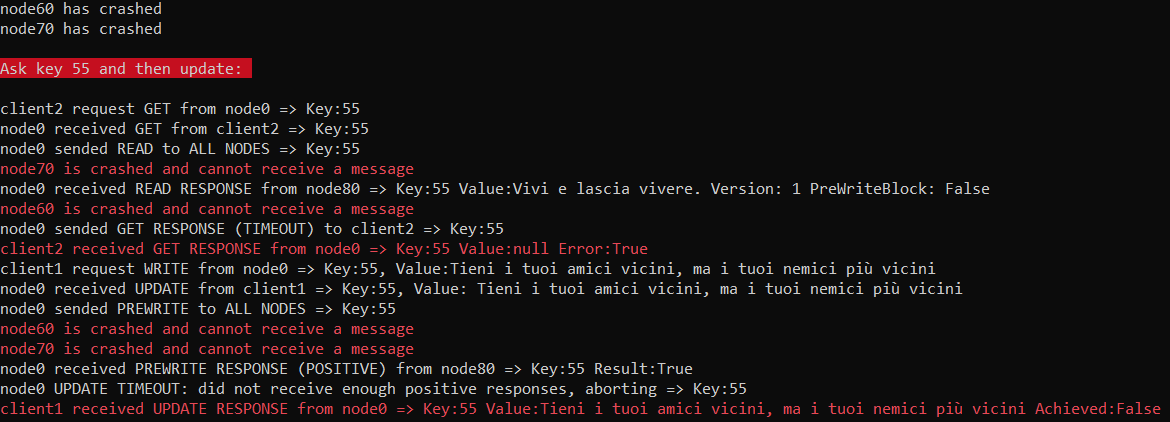 node60 has crashed
node70 has crashed
Ask key 55 and then update:
client2 request GET from node0 => Key:55
node0 received GET from client2 => Key:55
node0 sent READ to ALL NODES => Key:55
node70 is crashed and cannot receive a message
node0 received READ RESPONSE from node80 => Key:55 Value:Vivi e lascia vivere. Version: 1 PreWriteBlock: False
node60 is crashed and cannot receive a message
node0 sended GET RESPONSE (TIMEOUT) to client2 => Key:55
client2 received GET RESPONSE from node0 => Key:55 Value:null Error:True
client1 request WRITE from node0 => Key:55, Value:Tieni i tuoi amici vicini, ma i tuoi nemici più vicini
node0 received UPDATE from client1 => Key:55, Value: Tieni i tuoi amici vicini, ma i tuoi nemici più vicini
node0 sended PREWRITE to ALL NODES => Key:55
node60 is crashed and cannot receive a message
node70 is crashed and cannot receive a message
node0 received PREWRITE RESPONSE (POSITIVE) from node80 => Key:55 Result:True
node0 UPDATE TIMEOUT: did not receive enough positive responses, aborting => Key:55
client1 received UPDATE RESPONSE from node0 => Key:55 Value:Tieni i tuoi amici vicini, ma i tuoi nemici più vicini Achieved:False